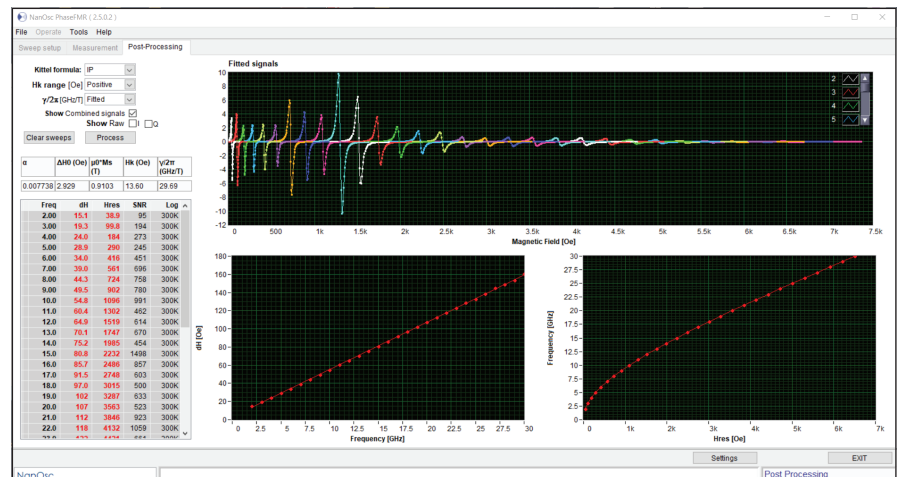 NanOsc PhaseFMR ( 2.5.0.2 )
File Operate Tools Help
Sweep setup Measurement Post-Processing
Kittel formula: IP
Hk range [Oe] Positive
γ/2π [GHz/T] Fitted
Show Combined signals
Show Raw I Q
Clear sweeps Process
α ΔH0 (Oe) μ0*Ms (T) Hk (Oe) γ/2π (GHz/T)
0.007738 2.929 0.9103 13.60 29.69
Freq dH Hres SNR Log
2.00 15.1 38.9 95 300K
3.00 19.3 99.8 194 300K
4.00 24.0 184 273 300K
5.00 28.9 290 245 300K
6.00 34.0 416 451 300K
7.00 39.0 561 696 300K
8.00 44.3 724 758 300K
9.00 49.5 902 780 300K
10.0 54.8 1096 991 300K
11.0 60.4 1302 462 300K
12.0 64.9 1519 614 300K
13.0 70.1 1747 670 300K
14.0 75.2 1985 454 300K
15.0 80.8 2232 1498 300K
16.0 85.7 2486 857 300K
17.0 91.5 2748 603 300K
18.0 97.0 3015 500 300K
19.0 102 3287 633 300K
20.0 107 3563 523 300K
21.0 112 3846 923 300K
22.0 118 4132 1059 300K
Fitted signals
10
8
6
4
2
0
-2
-4
-6
-8
-10
-12
0 500 1k 1.5k 2k 2.5k 3k 3.5k 4k 4.5k 5k 5.5k 6k 6.5k 7k 7.5k
Magnetic Field [Oe]
2
3
4
5
180
160
140
120
100
80
60
40
20
0
dH [Oe]
0 2.5 5 7.5 10 12.5 15 17.5 20 22.5 25 27.5 30
Frequency [GHz]
30
27.5
25
22.5
20
17.5
15
12.5
10
7.5
5
2.5
0
Frequency [GHz]
0 1k 2k 3k 4k 5k 6k 7k
Hres [Oe]
Settings EXIT
NanOsc
Post Processing